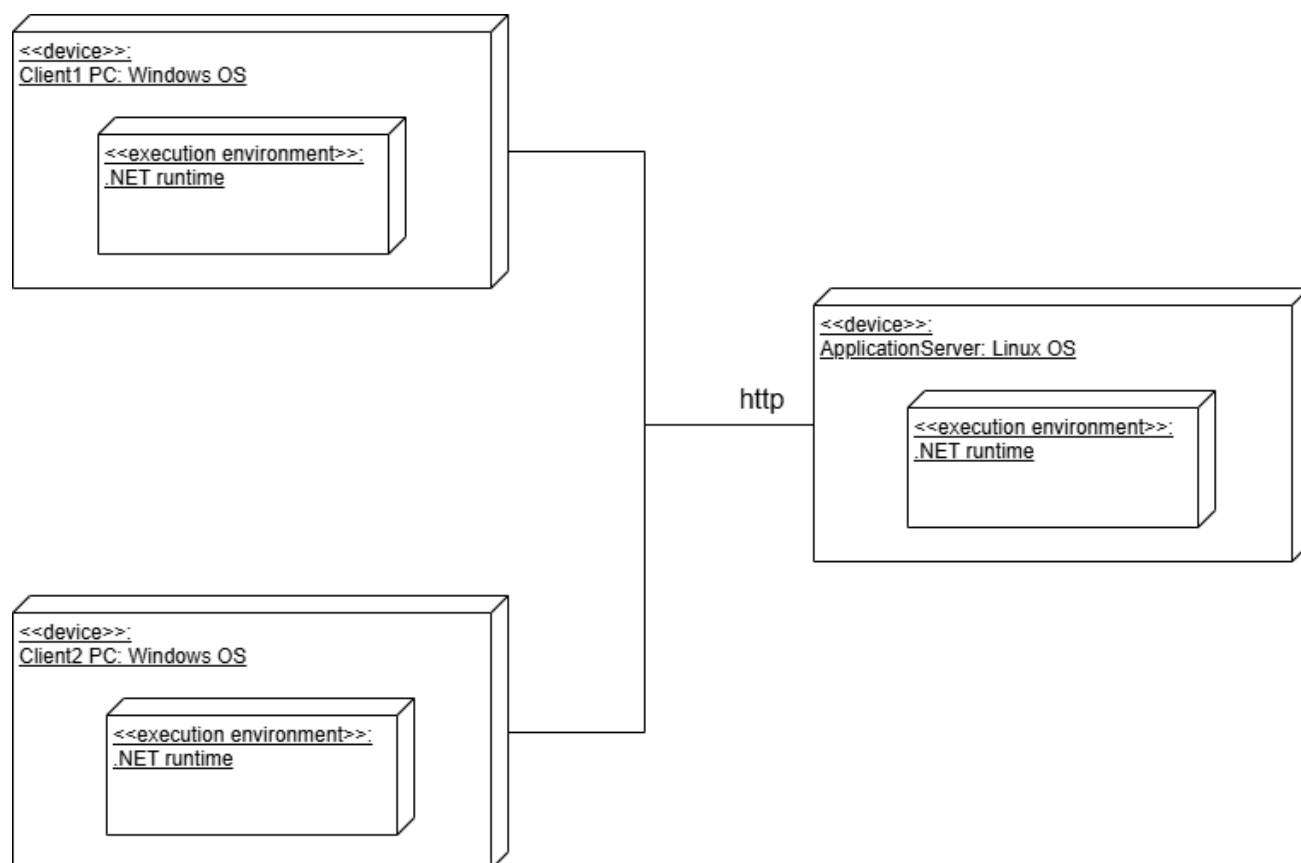 <<device>>:
Client1 PC: Windows OS
<<execution environment>>:
.NET runtime
http
<<device>>:
ApplicationServer: Linux OS
<<execution environment>>:
.NET runtime
<<device>>:
Client2 PC: Windows OS
<<execution environment>>:
.NET runtime